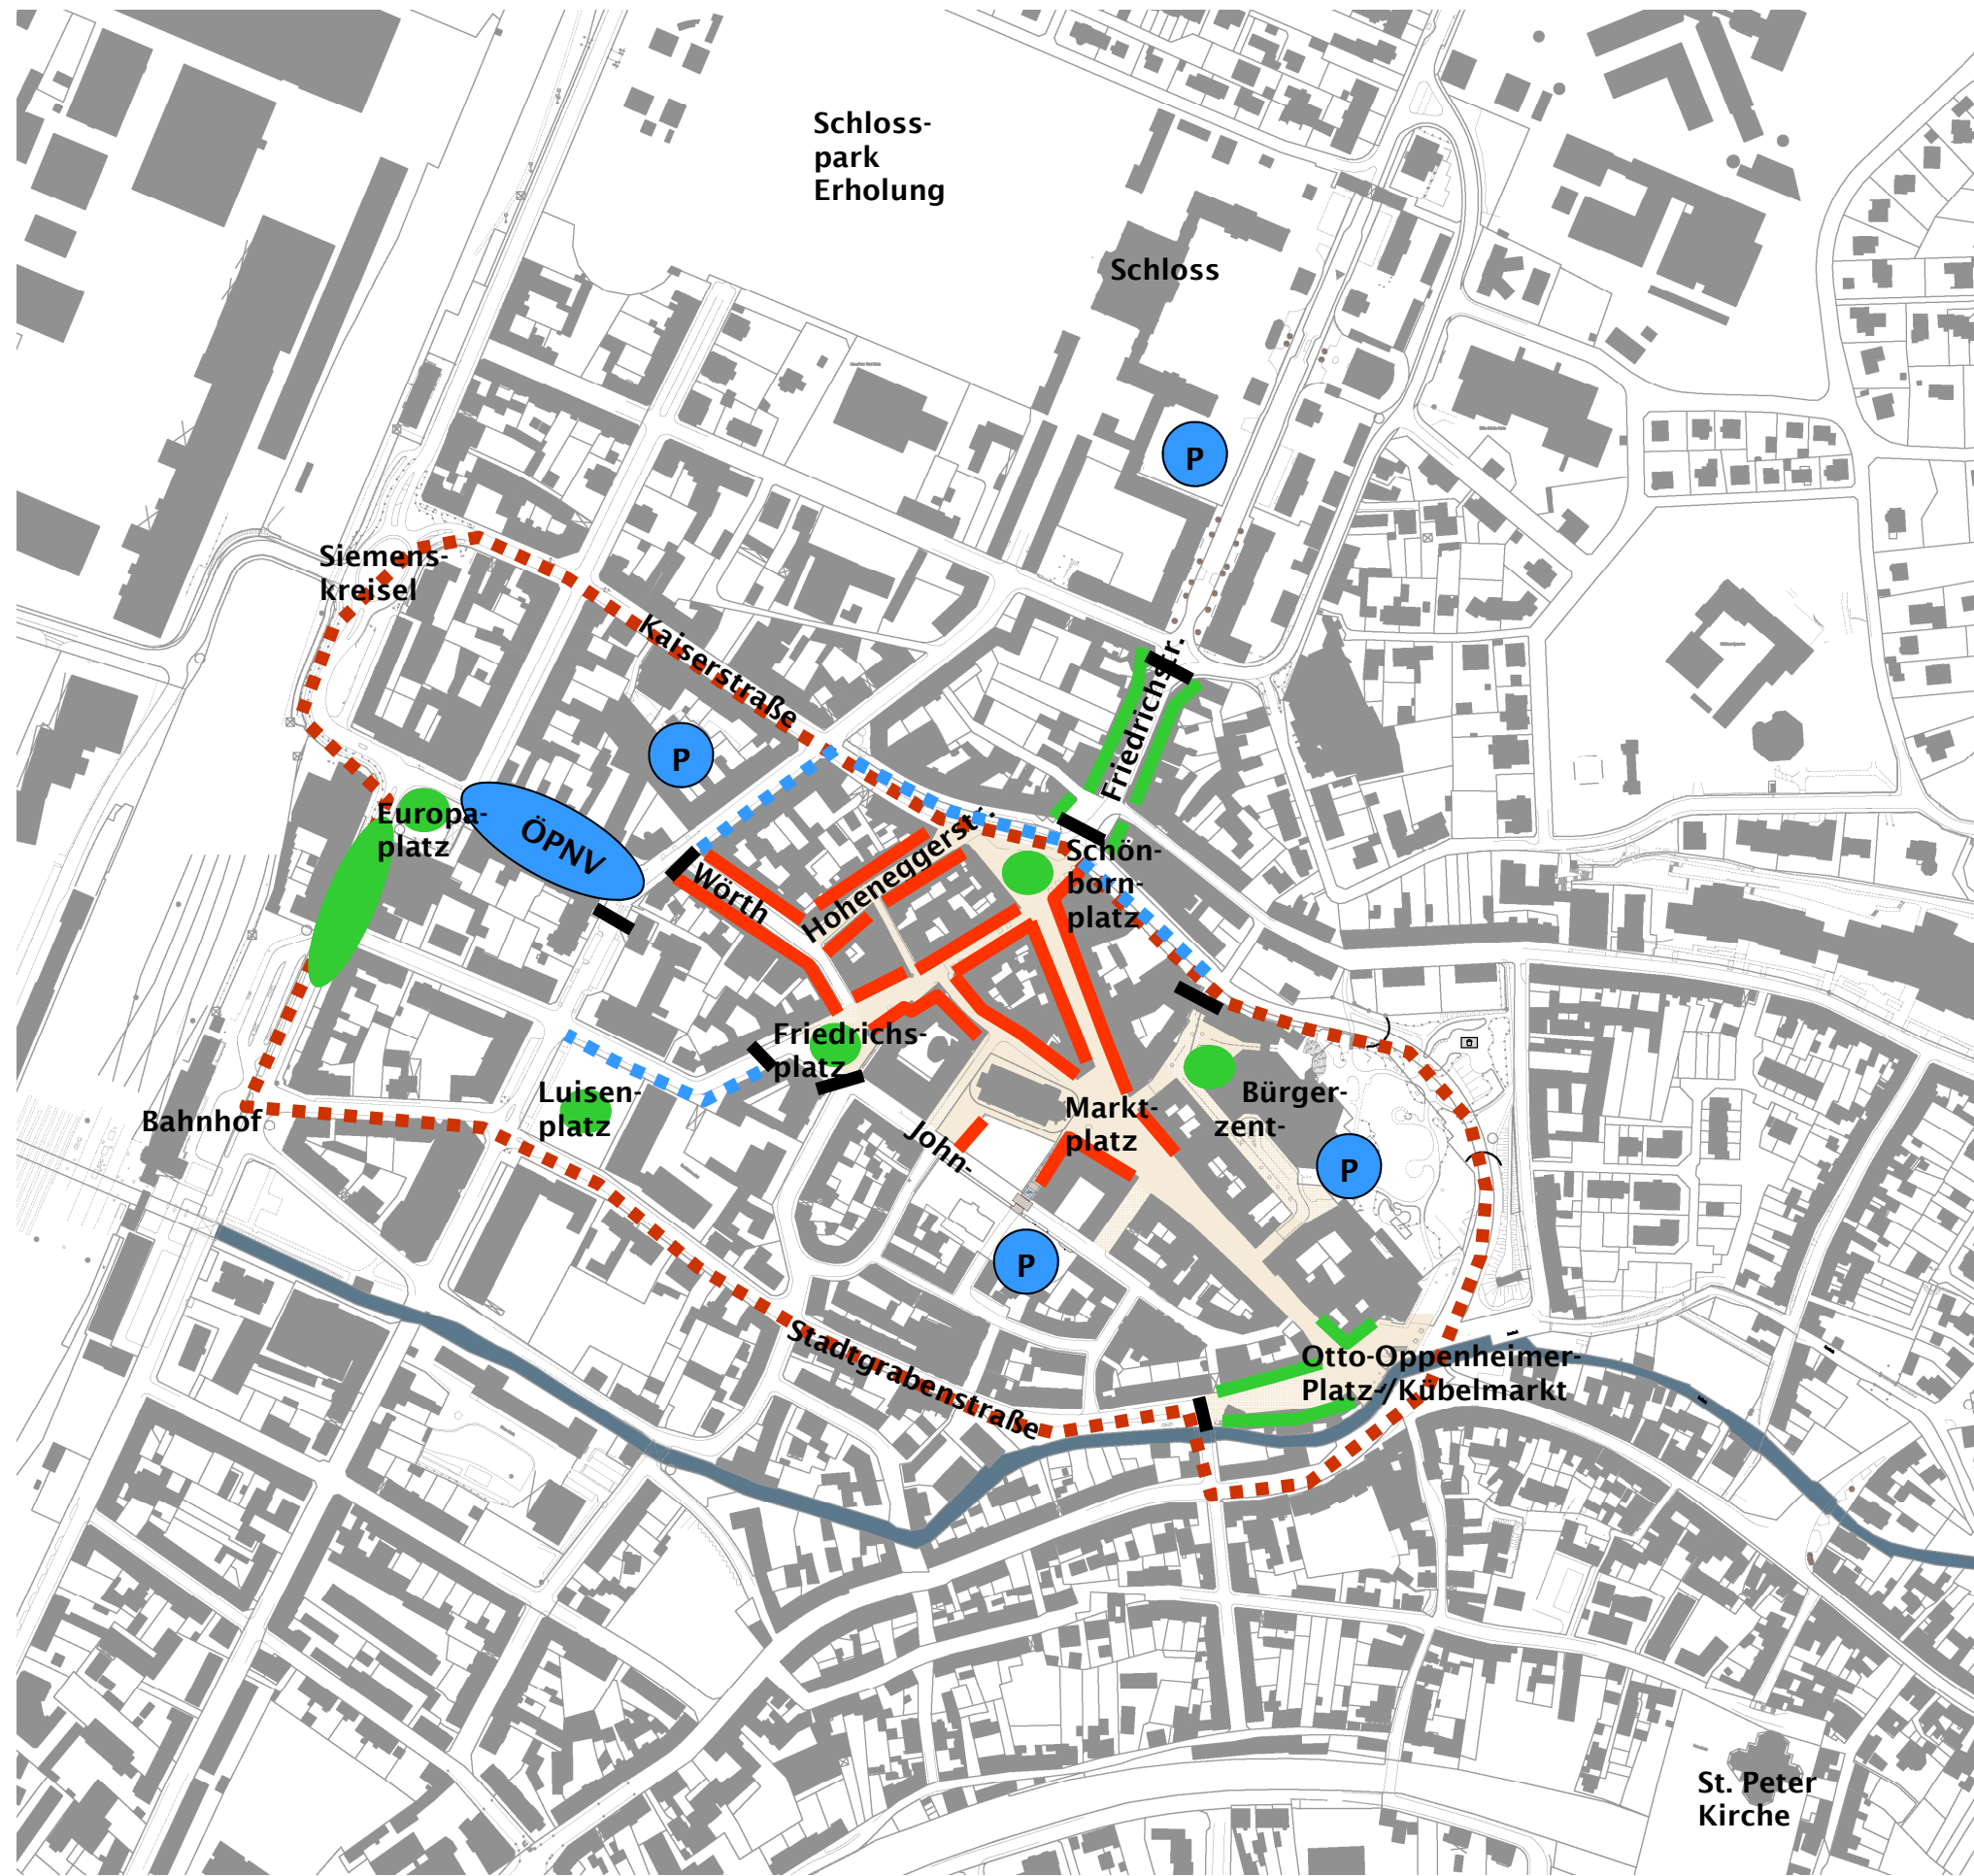 Schloss-
park
Erholung
Schloss
P
Siemens-
kreisel
Kaiserstraße
Friedrichstr.
P
Europa-
platz
ÖPNV
Wörth
Hoheneggerstr.
Schön-
born-
platz
Friedrichs-
platz
Luisen-
platz
Bahnhof
John-
Markt-
platz
Bürger-
zent-
P
P
Stadtgrabenstraße
Otto-Oppenheimer-
Platz-/Kübelmarkt
St. Peter
Kirche